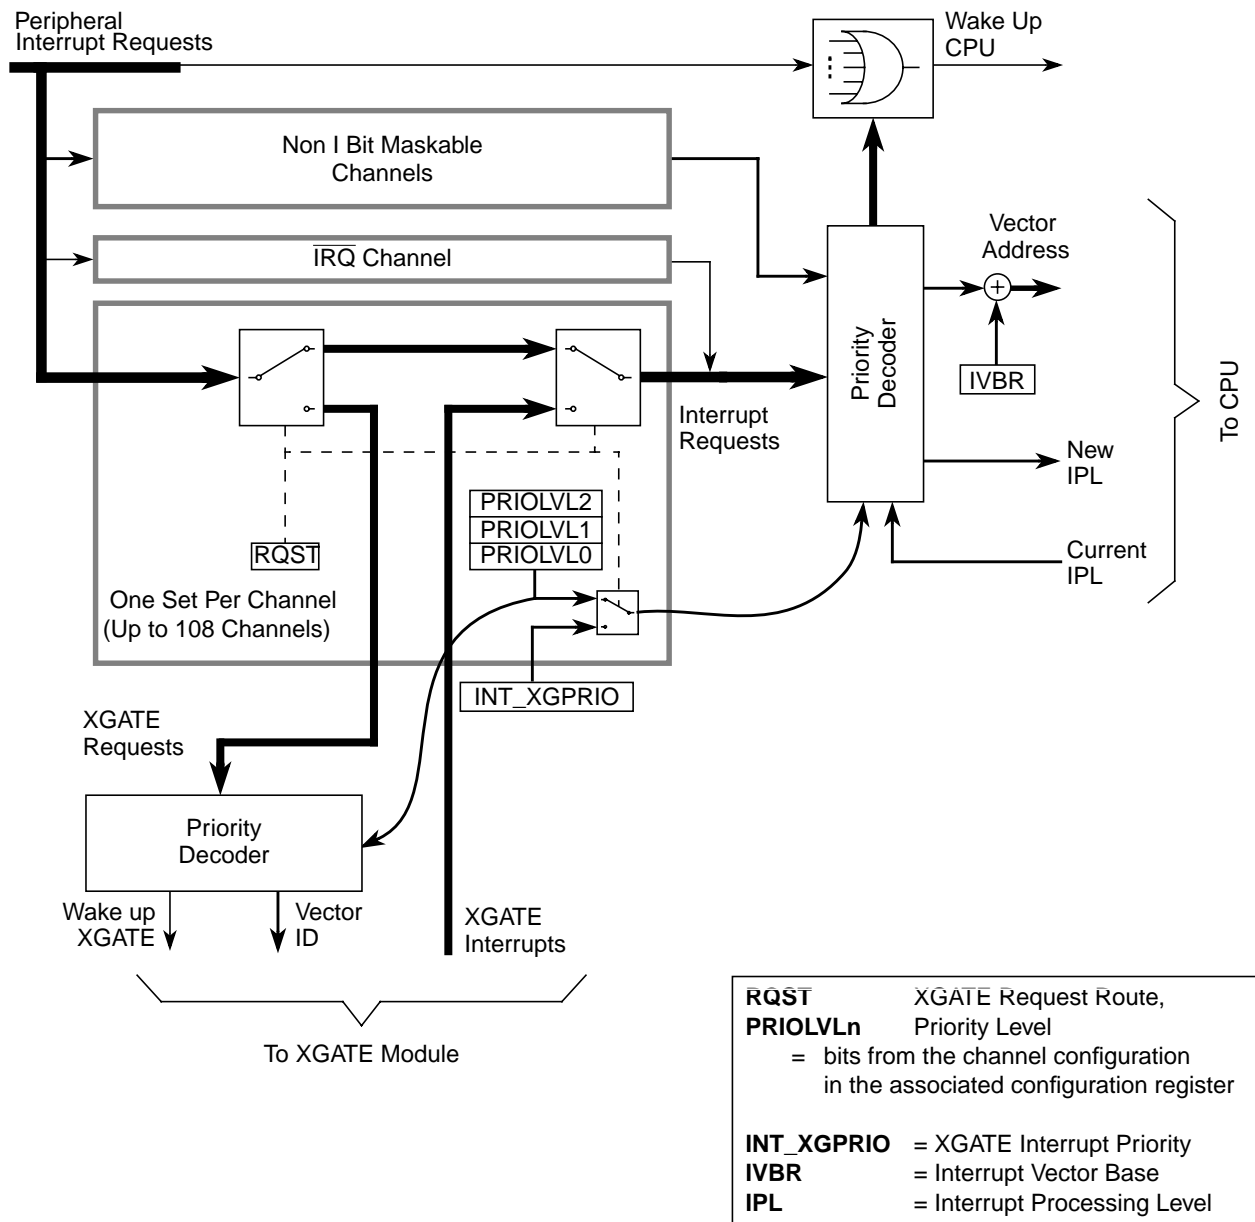 Peripheral
Interrupt Requests
Wake Up
CPU
Non I Bit Maskable
Channels
IRQ Channel
Vector
Address
Priority
Decoder
IVBR
To CPU
Interrupt
Requests
New
IPL
PRIOLVL2
PRIOLVL1
PRIOLVL0
RQST
Current
IPL
One Set Per Channel
(Up to 108 Channels)
INT_XGPRIO
XGATE
Requests
Priority
Decoder
Wake up
XGATE
Vector
ID
XGATE
Interrupts
To XGATE Module
RQST XGATE Request Route,
PRIOLVLn Priority Level
= bits from the channel configuration
in the associated configuration register
INT_XGPRIO = XGATE Interrupt Priority
IVBR = Interrupt Vector Base
IPL = Interrupt Processing Level